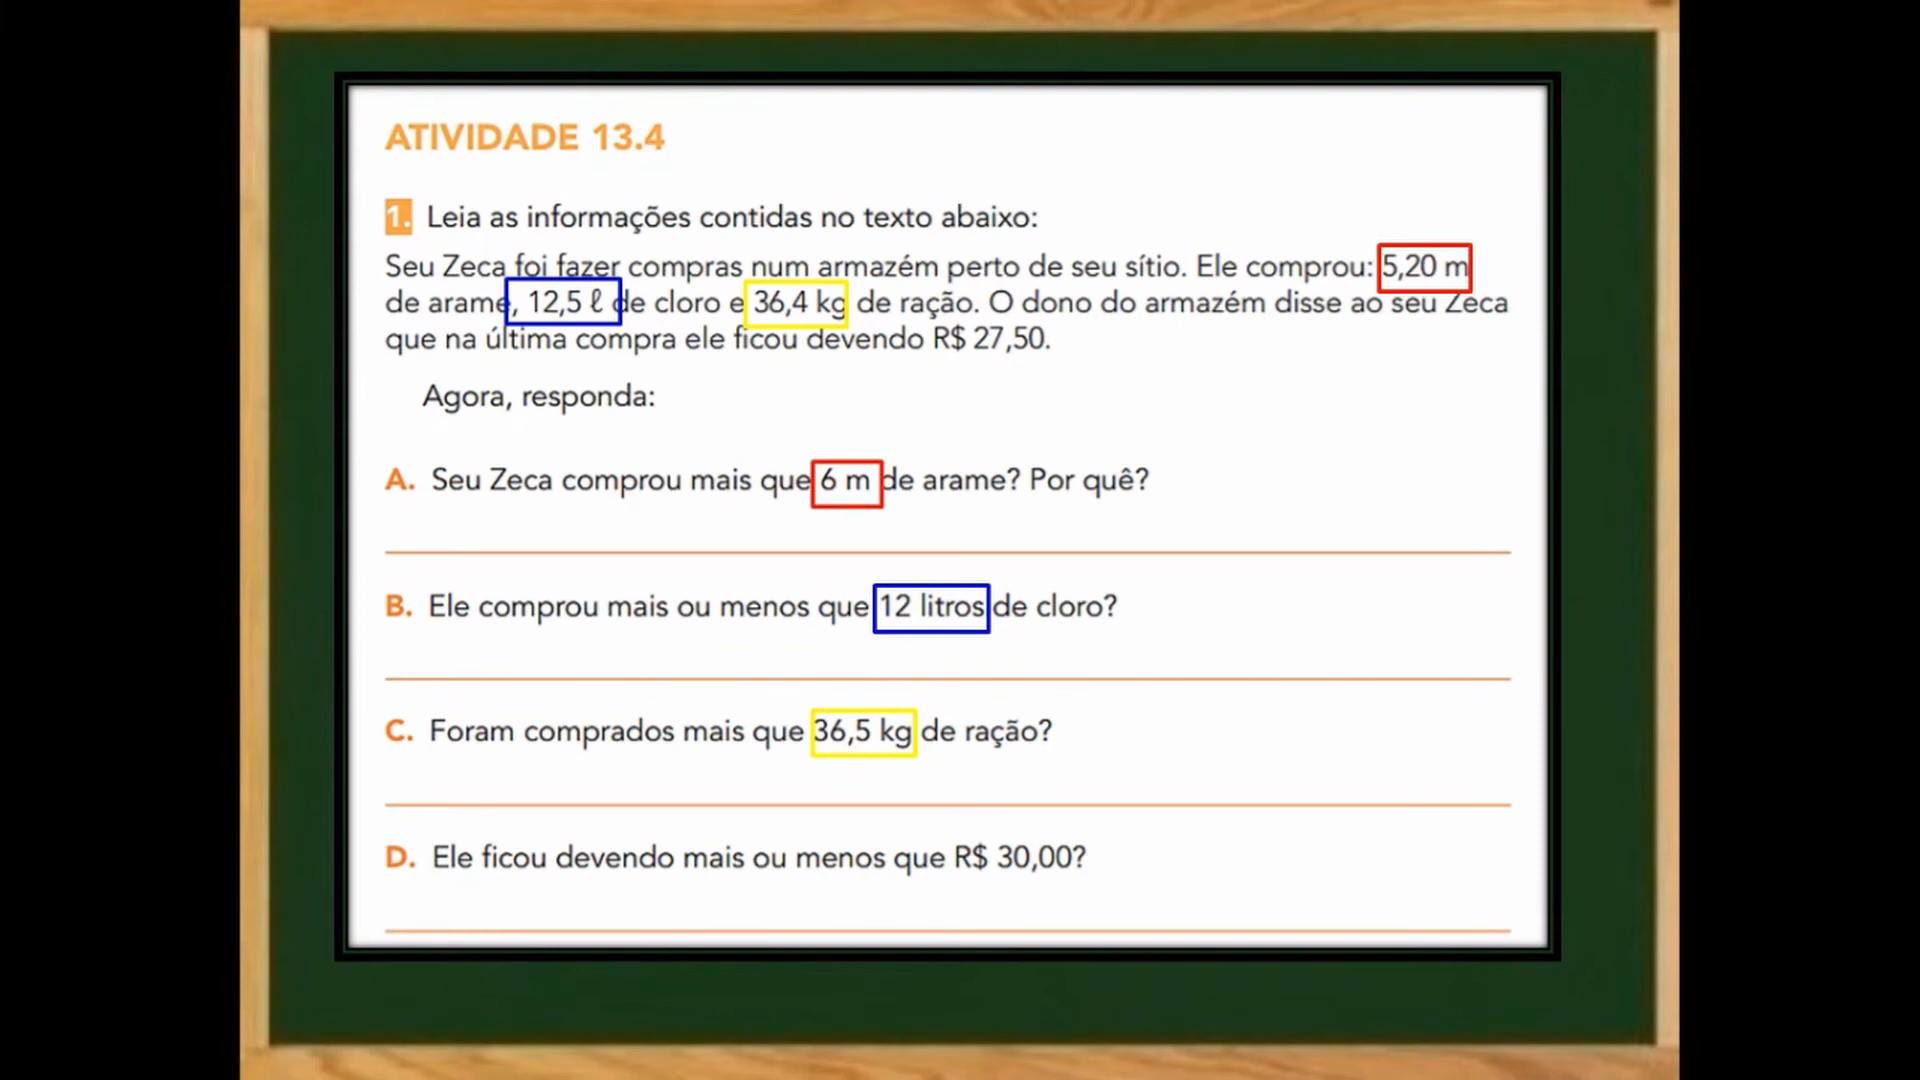 ATIVIDADE 13.4
1. Leia as informações contidas no texto abaixo:
Seu Zeca foi fazer compras num armazém perto de seu sítio. Ele comprou: 5,20 m
de arame, 12,5 ℓ de cloro e 36,4 kg de ração. O dono do armazém disse ao seu Zeca
que na última compra ele ficou devendo R$ 27,50.
Agora, responda:
A. Seu Zeca comprou mais que 6 m de arame? Por quê?
B. Ele comprou mais ou menos que 12 litros de cloro?
C. Foram comprados mais que 36,5 kg de ração?
D. Ele ficou devendo mais ou menos que R$ 30,00?